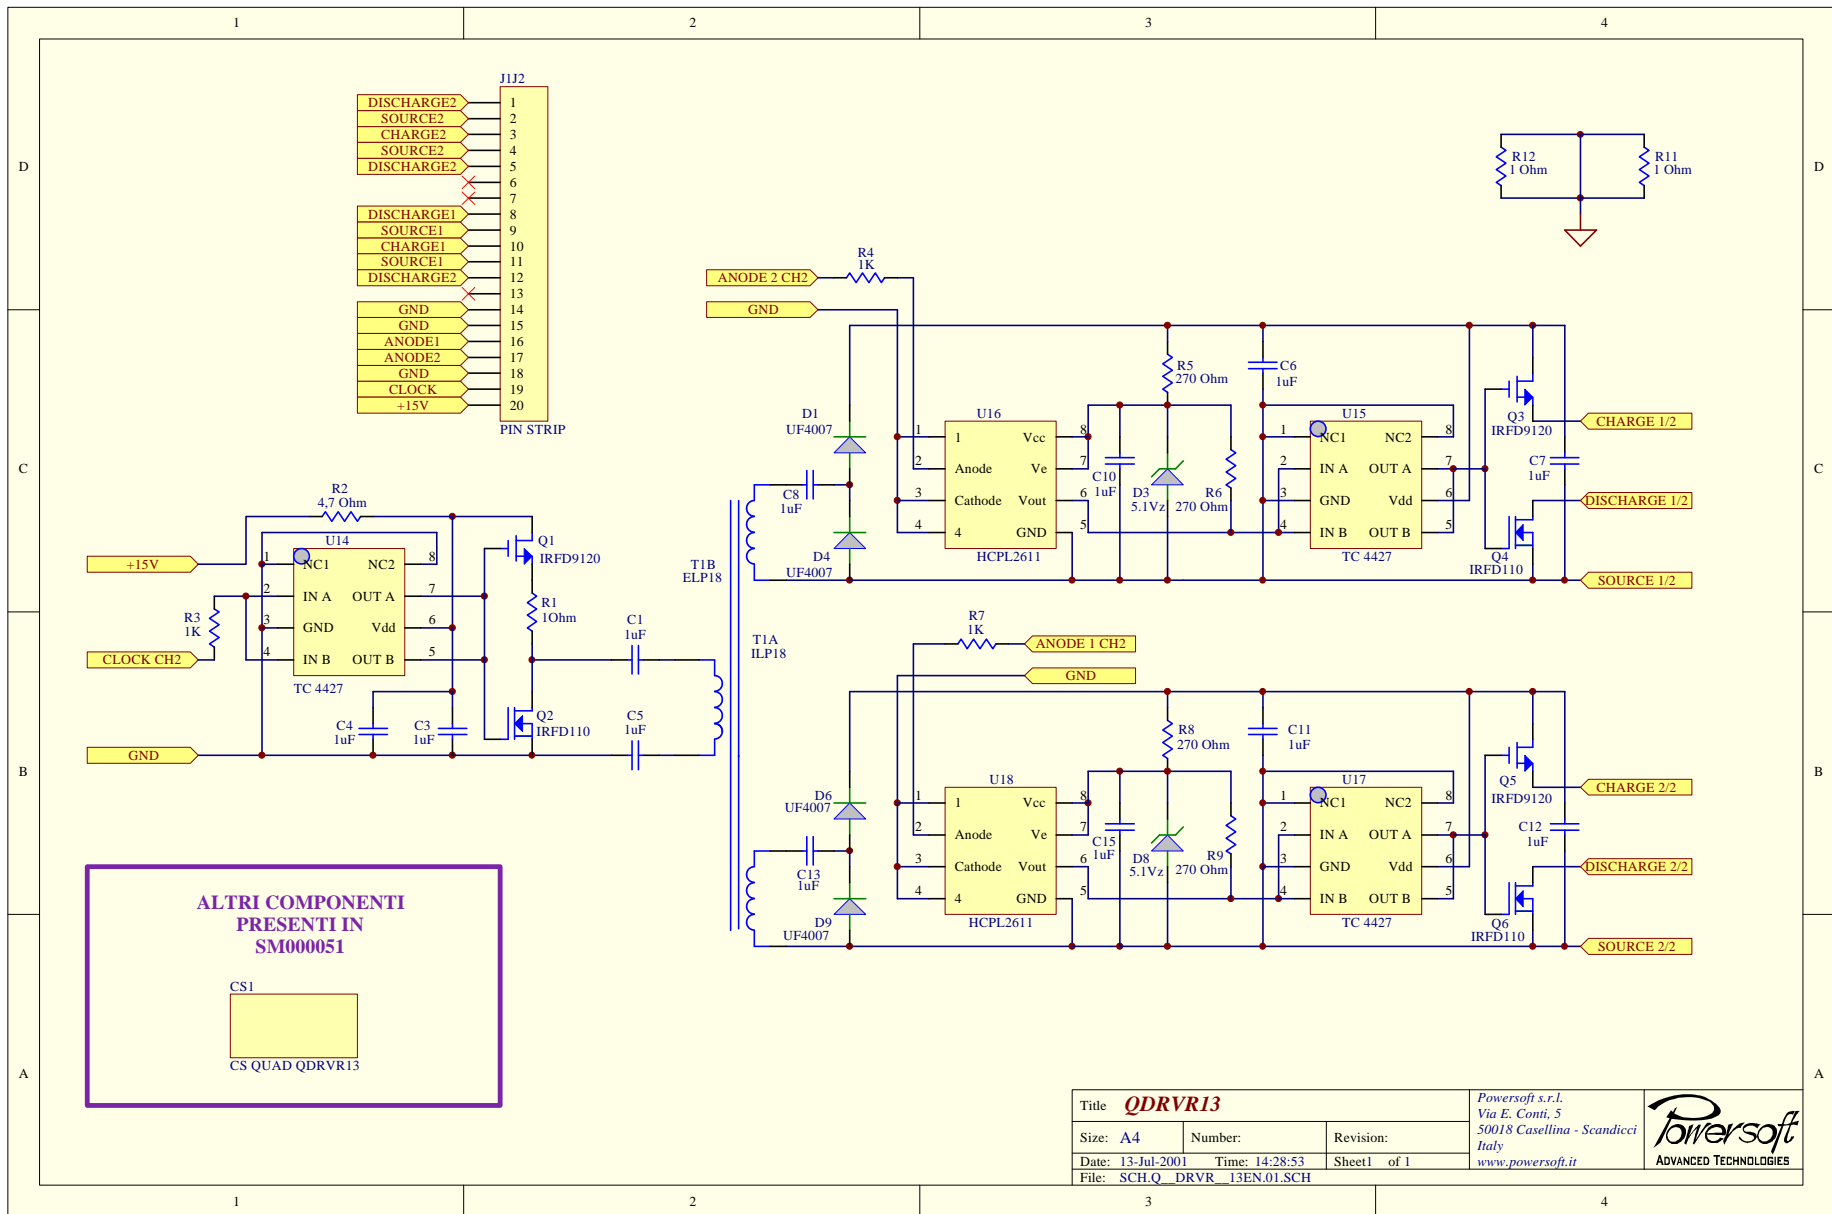 1 2 3 4
D
C
B
A
D
C
B
A
J1J2
DISCHARGE2 1
SOURCE2 2
CHARGE2 3
SOURCE2 4
DISCHARGE2 5
6
7
DISCHARGE1 8
SOURCE1 9
CHARGE1 10
SOURCE1 11
DISCHARGE2 12
13
GND 14
GND 15
ANODE1 16
ANODE2 17
GND 18
CLOCK 19
+15V 20
PIN STRIP
R12
1 Ohm
R11
1 Ohm
R4
1K
ANODE 2 CH2
GND
D1
UF4007
C8
1uF
D4
UF4007
U16
1 1 Vcc 8
2 Anode Ve 7
3 Cathode Vout 6
4 4 GND 5
HCPL2611
R5
270 Ohm
C10
1uF
D3
5.1Vz
R6
270 Ohm
C6
1uF
U15
1 NC1 NC2 8
2 IN A OUT A 7
3 GND Vdd 6
4 IN B OUT B 5
TC 4427
Q3
IRFD9120
C7
1uF
Q4
IRFD110
CHARGE 1/2
DISCHARGE 1/2
SOURCE 1/2
R2
4,7 Ohm
+15V
R3
1K
CLOCK CH2
GND
U14
1 NC1 NC2 8
2 IN A OUT A 7
3 GND Vdd 6
4 IN B OUT B 5
TC 4427
C4
1uF
C3
1uF
Q1
IRFD9120
R1
1Ohm
Q2
IRFD110
C1
1uF
C5
1uF
T1B
ELP18
T1A
ILP18
R7
1K
ANODE 1 CH2
GND
D6
UF4007
C13
1uF
D9
UF4007
U18
1 1 Vcc 8
2 Anode Ve 7
3 Cathode Vout 6
4 4 GND 5
HCPL2611
R8
270 Ohm
C15
1uF
D8
5.1Vz
R9
270 Ohm
C11
1uF
U17
1 NC1 NC2 8
2 IN A OUT A 7
3 GND Vdd 6
4 IN B OUT B 5
TC 4427
Q5
IRFD9120
C12
1uF
Q6
IRFD110
CHARGE 2/2
DISCHARGE 2/2
SOURCE 2/2
ALTRI COMPONENTI
PRESENTI IN
SM000051
CS1
CS QUAD QDRVR13
Title QDRVR13
Size: A4 Number: Revision:
Date: 13-Jul-2001 Time: 14:28:53 Sheet1 of 1
File: SCH.Q__DRVR__13EN.01.SCH
Powersoft s.r.l.
Via E. Conti, 5
50018 Casellina - Scandicci
Italy
www.powersoft.it
Powersoft
ADVANCED TECHNOLOGIES
1 2 3 4